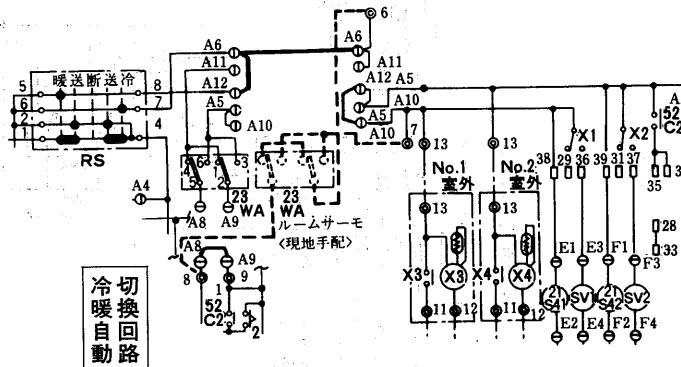 6
A6
A11
A12
A5
A10
A6
A11
A12
A5
A10
A5
A10
7
暖送断送冷
5
6
2
1
8
7
4
RS
A4
4 6 1 3
5 2
23
WA
A8 A9
23
WA
ルームサーモ
〈現地手配〉
A8
A9
8
9
1
52
C2
2
切換回路
冷暖自動
13
13
No.1
室外
No.2
室外
13
13
X3
X3
X4
X4
11
12
11
12
X1
X2
38
29
36
39
31
37
A
52
C2
35
3
28
33
E1
E3
F1
F3
21
S41
SV1
21
S42
SV2
E2
E4
F2
F4